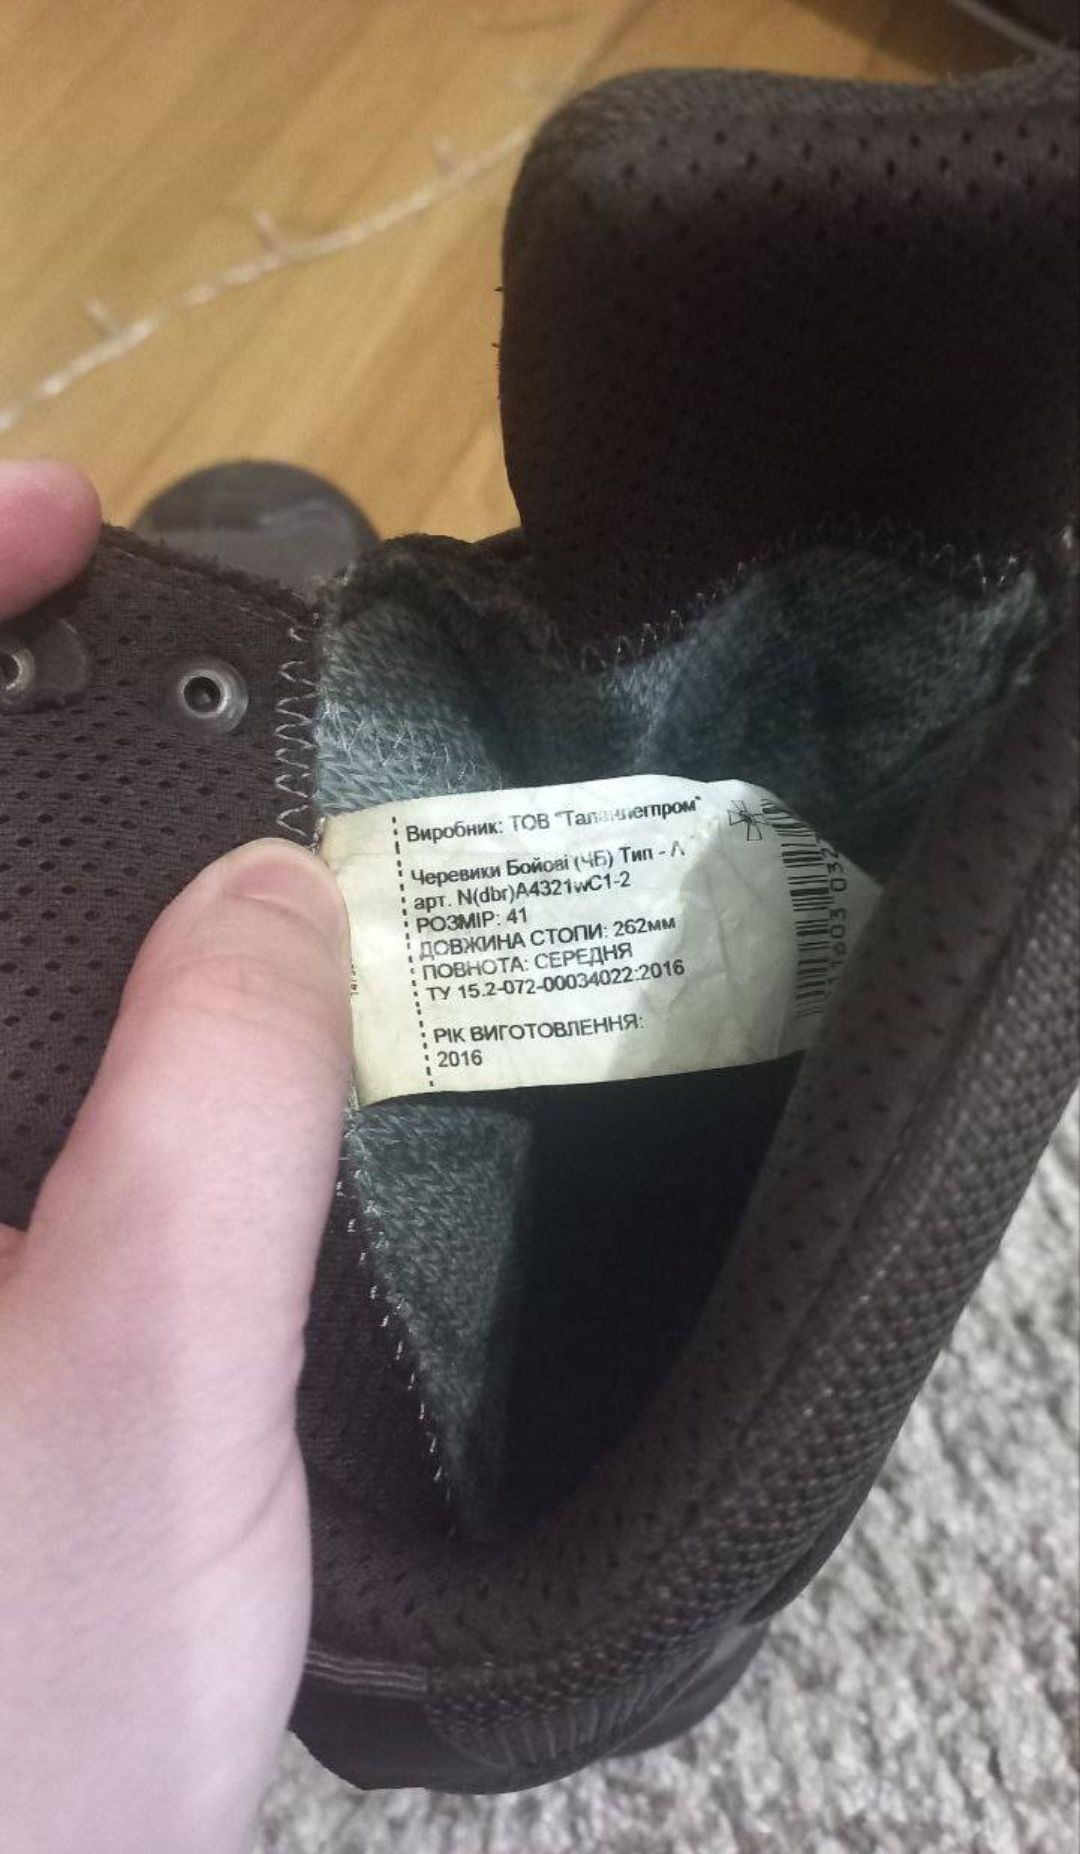 Виробник: ТОВ "Таланлегпром"
Черевики Бойові (ЧБ) Тип - А
арт. N(dbr)A4321wC1-2
РОЗМІР: 41
ДОВЖИНА СТОПИ: 262мм
ПОВНОТА: СЕРЕДНЯ
ТУ 15.2-072-00034022:2016
РІК ВИГОТОВЛЕННЯ:
2016